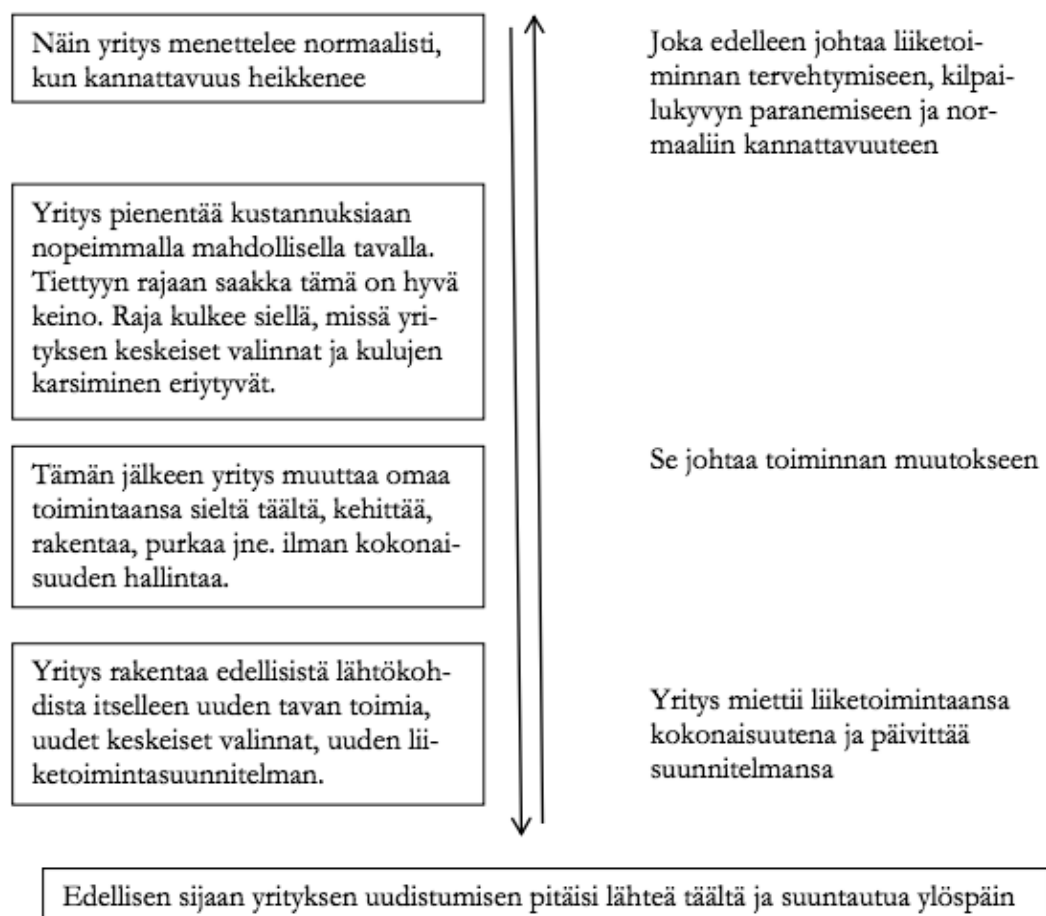 Näin yritys menettelee normaalisti,
kun kannattavuus heikkenee
Yritys pienentää kustannuksiaan
nopeimmalla mahdollisella tavalla.
Tiettyyn rajaan saakka tämä on hyvä
keino. Raja kulkee siellä, missä yri-
tyksen keskeiset valinnat ja kulujen
karsiminen eriytyvät.
Tämän jälkeen yritys muuttaa omaa
toimintaansa sieltä täältä, kehittää,
rakentaa, purkaa jne. ilman kokonai-
suuden hallintaa.
Yritys rakentaa edellisistä lähtökoh-
dista itselleen uuden tavan toimia,
uudet keskeiset valinnat, uuden lii-
ketoimintasuunnitelman.
Joka edelleen johtaa liiketoi-
minnan tervehtymiseen, kilpai-
lukyvyn paranemiseen ja nor-
maaliin kannattavuuteen
Se johtaa toiminnan muutokseen
Yritys miettii liiketoimintaansa
kokonaisuutena ja päivittää
suunnitelmansa
Edellisen sijaan yrityksen uudistumisen pitäisi lähteä täältä ja suuntautua ylöspäin